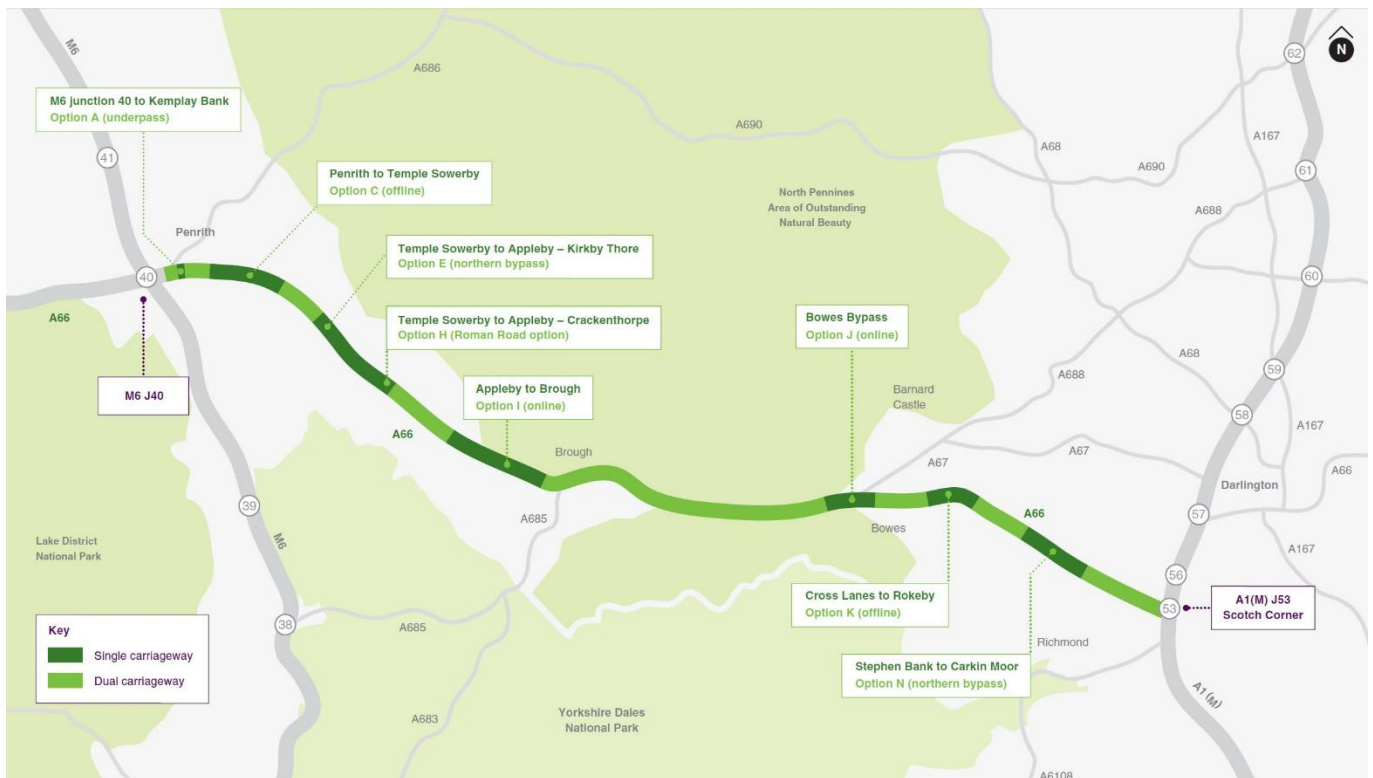 M6
A686
N
62
M6 junction 40 to Kemplay Bank
Option A (underpass)
A690
A68
A167
41
A690
61
Penrith to Temple Sowerby
Option C (offline)
North Pennines
Area of Outstanding
Natural Beauty
A688
Penrith
Temple Sowerby to Appleby – Kirkby Thore
Option E (northern bypass)
40
60
A66
Temple Sowerby to Appleby – Crackenthorpe
Option H (Roman Road option)
Bowes Bypass
Option J (online)
A68
59
A688
M6 J40
Appleby to Brough
Option I (online)
Barnard
Castle
58
A167
A66
Brough
A67
A67
A66
Darlington
39
M6
A685
Bowes
A66
57
A167
Lake District
National Park
56
Cross Lanes to Rokeby
Option K (offline)
53
A1(M) J53
Scotch Corner
Key
Single carriageway
Dual carriageway
38
A685
Richmond
Stephen Bank to Carkin Moor
Option N (northern bypass)
A1(M)
A683
Yorkshire Dales
National Park
A6108